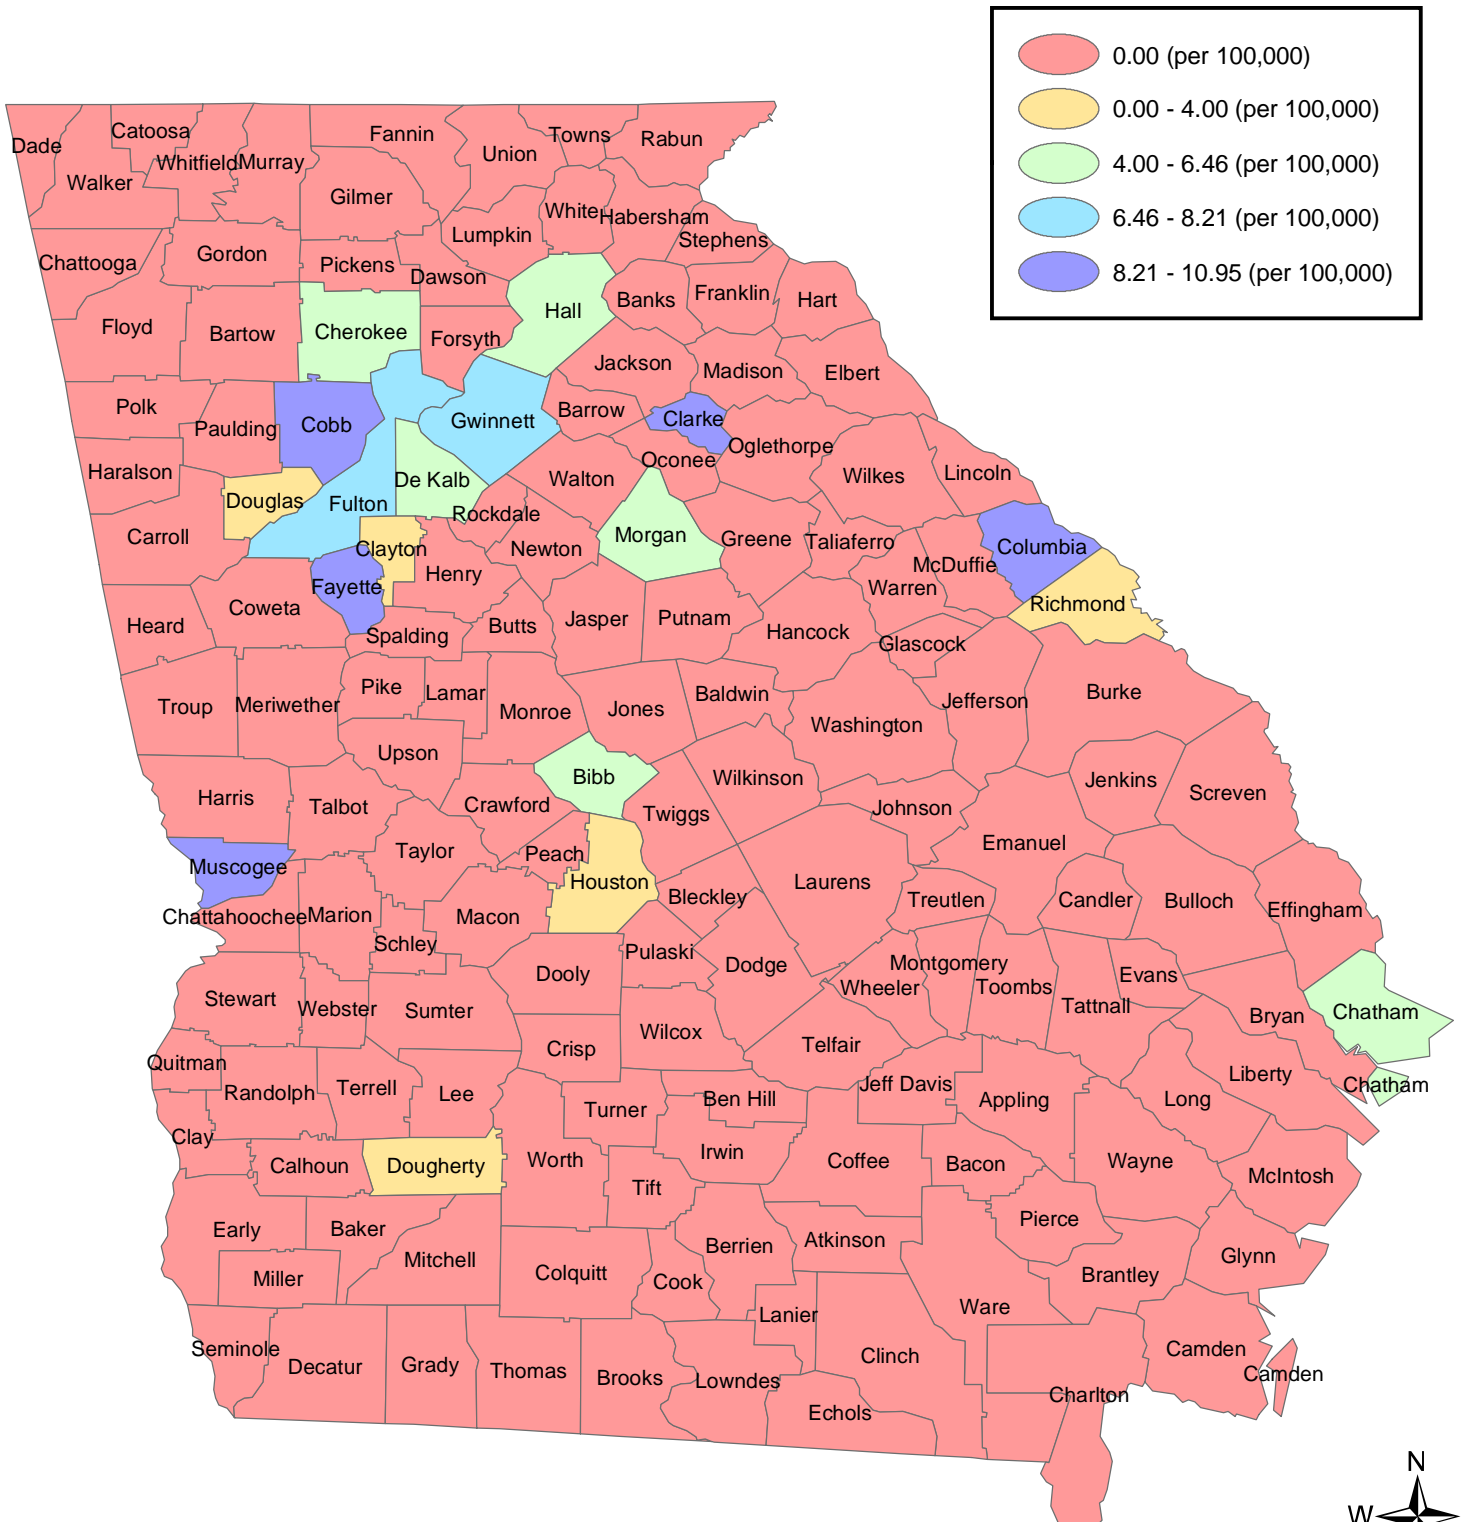 0.00 (per 100,000)
0.00 - 4.00 (per 100,000)
4.00 - 6.46 (per 100,000)
6.46 - 8.21 (per 100,000)
8.21 - 10.95 (per 100,000)
Dade
Catoosa
Whitfield
Murray
Fannin
Union
Towns
Rabun
Walker
Gilmer
White
Habersham
Stephens
Chattooga
Gordon
Pickens
Dawson
Lumpkin
Floyd
Bartow
Cherokee
Forsyth
Hall
Banks
Franklin
Hart
Polk
Paulding
Cobb
Gwinnett
Jackson
Madison
Elbert
Barrow
Clarke
Oglethorpe
Haralson
Douglas
Fulton
De Kalb
Walton
Oconee
Wilkes
Lincoln
Carroll
Clayton
Rockdale
Newton
Morgan
Greene
Taliaferro
McDuffie
Columbia
Fayette
Henry
Warren
Richmond
Heard
Coweta
Spalding
Butts
Jasper
Putnam
Hancock
Glascock
Troup
Meriwether
Pike
Lamar
Monroe
Jones
Baldwin
Washington
Jefferson
Burke
Upson
Harris
Talbot
Crawford
Bibb
Twiggs
Wilkinson
Johnson
Jenkins
Screven
Muscogee
Taylor
Peach
Houston
Bleckley
Laurens
Emanuel
Treutlen
Candler
Bulloch
Effingham
Chattahoochee
Marion
Schley
Macon
Dooly
Pulaski
Dodge
Wheeler
Montgomery
Toombs
Tattnall
Evans
Bryan
Chatham
Stewart
Webster
Sumter
Crisp
Wilcox
Telfair
Quitman
Randolph
Terrell
Lee
Turner
Ben Hill
Jeff Davis
Appling
Long
Liberty
Chatham
Clay
Calhoun
Dougherty
Worth
Irwin
Tift
Coffee
Bacon
Wayne
McIntosh
Early
Baker
Mitchell
Colquitt
Berrien
Atkinson
Pierce
Brantley
Glynn
Miller
Cook
Lanier
Ware
Seminole
Decatur
Grady
Thomas
Brooks
Lowndes
Clinch
Echols
Charlton
Camden
Camden
N
W